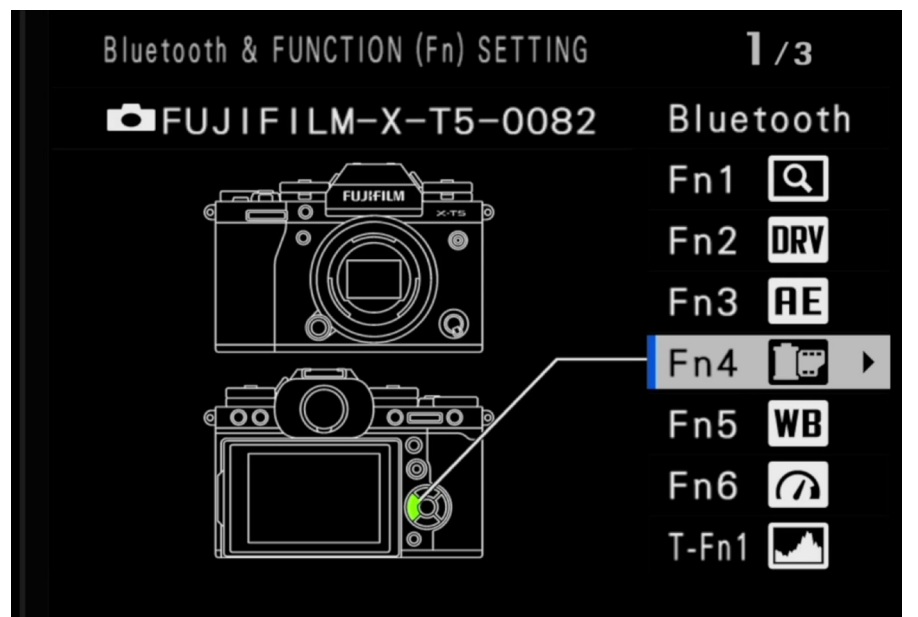 Bluetooth & FUNCTION (Fn) SETTING 1/3
FUJIFILM-X-T5-0082
Bluetooth
Fn1
Fn2 DRV
Fn3 AE
Fn4
Fn5 WB
Fn6
T-Fn1
FUJIFILM
X-T5
Q